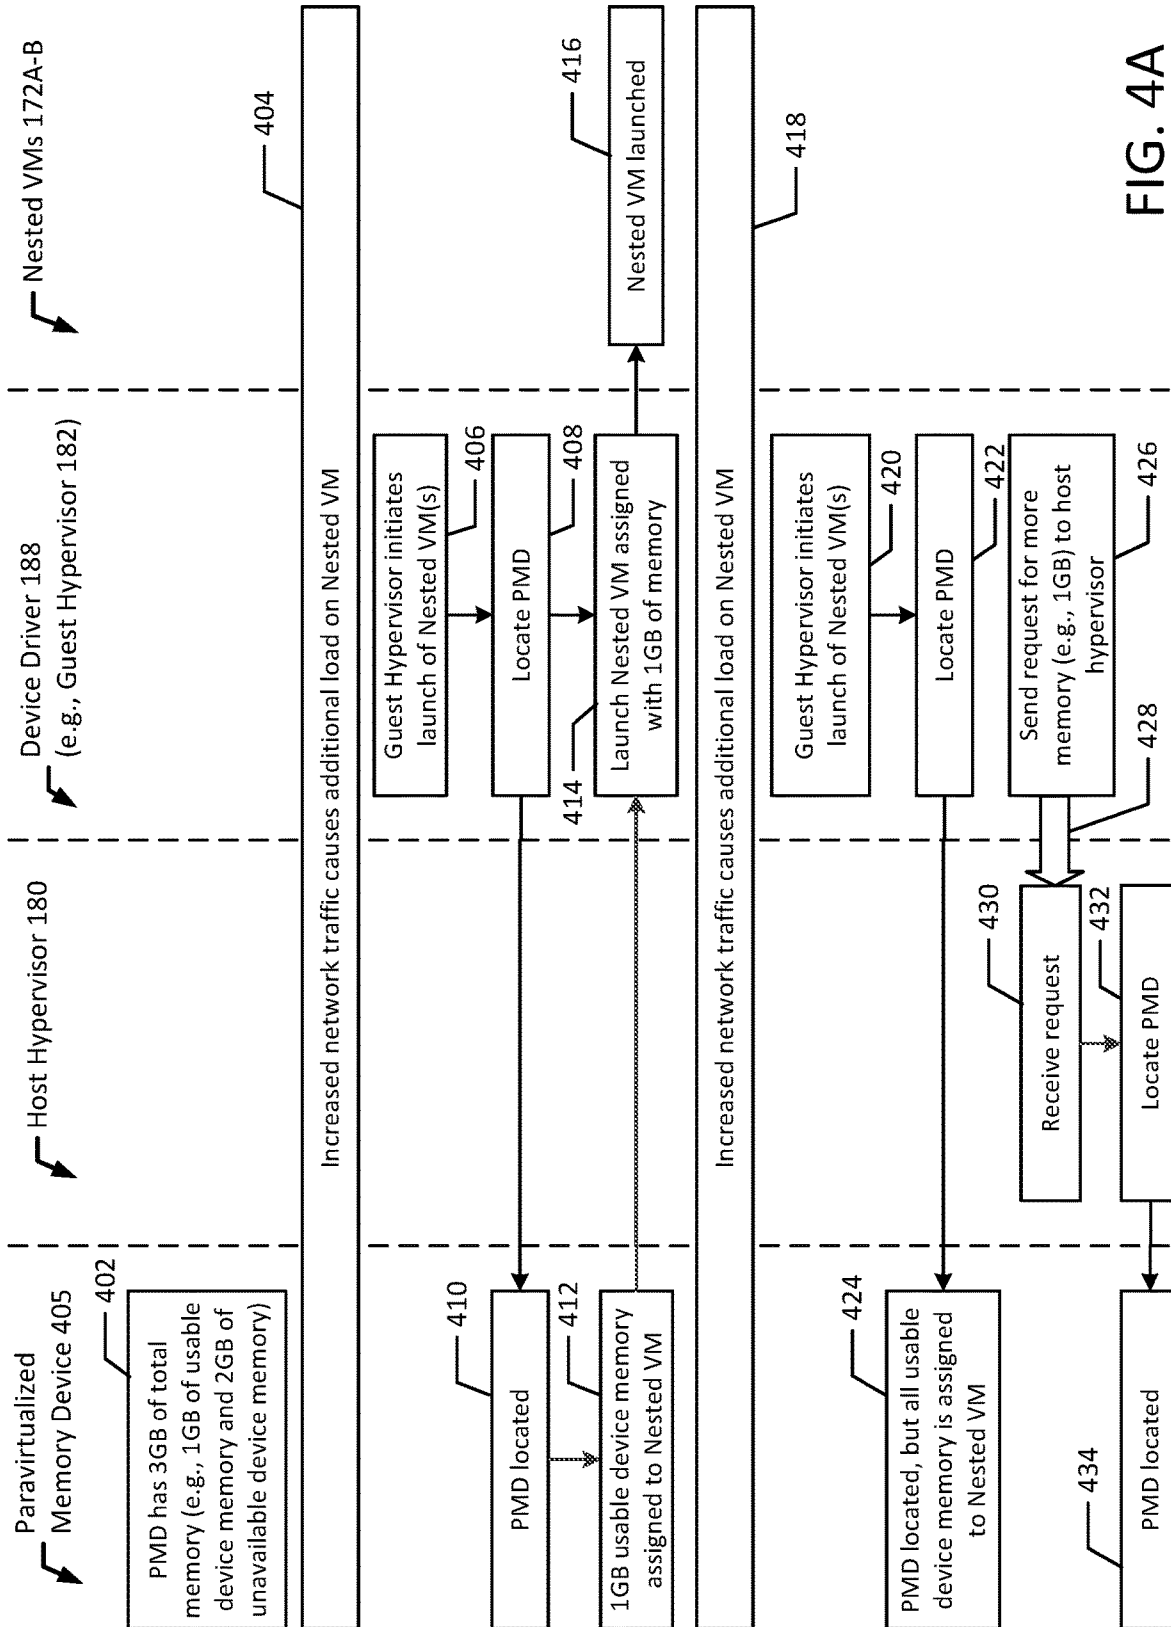 Paravirtualized
Memory Device 405
Host Hypervisor 180
Device Driver 188
(e.g., Guest Hypervisor 182)
Nested VMs 172A-B
402
PMD has 3GB of total
memory (e.g., 1GB of usable
device memory and 2GB of
unavailable device memory)
404
Increased network traffic causes additional load on Nested VM
Guest Hypervisor initiates
launch of Nested VM(s)
406
410
PMD located
Locate PMD
408
412
1GB usable device memory
assigned to Nested VM
414
Launch Nested VM assigned
with 1GB of memory
416
Nested VM launched
Increased network traffic causes additional load on Nested VM
418
Guest Hypervisor initiates
launch of Nested VM(s)
420
424
PMD located, but all usable
device memory is assigned
to Nested VM
Locate PMD
422
Send request for more
memory (e.g., 1GB) to host
hypervisor
426
428
430
Receive request
432
434
PMD located
Locate PMD
FIG. 4A